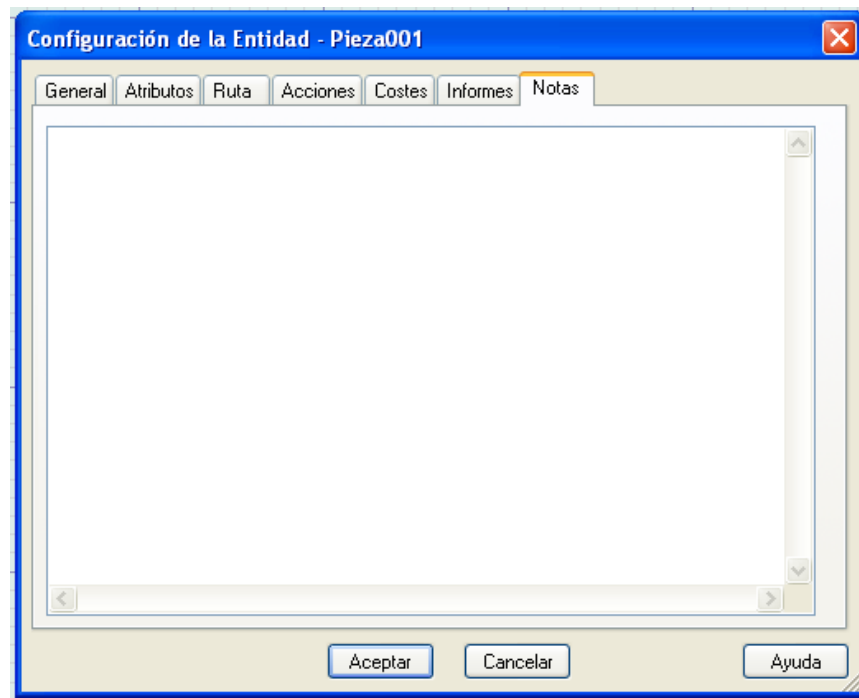 Configuración de la Entidad - Pieza001
General Atributos Ruta Acciones Costes Informes Notas
Aceptar Cancelar Ayuda